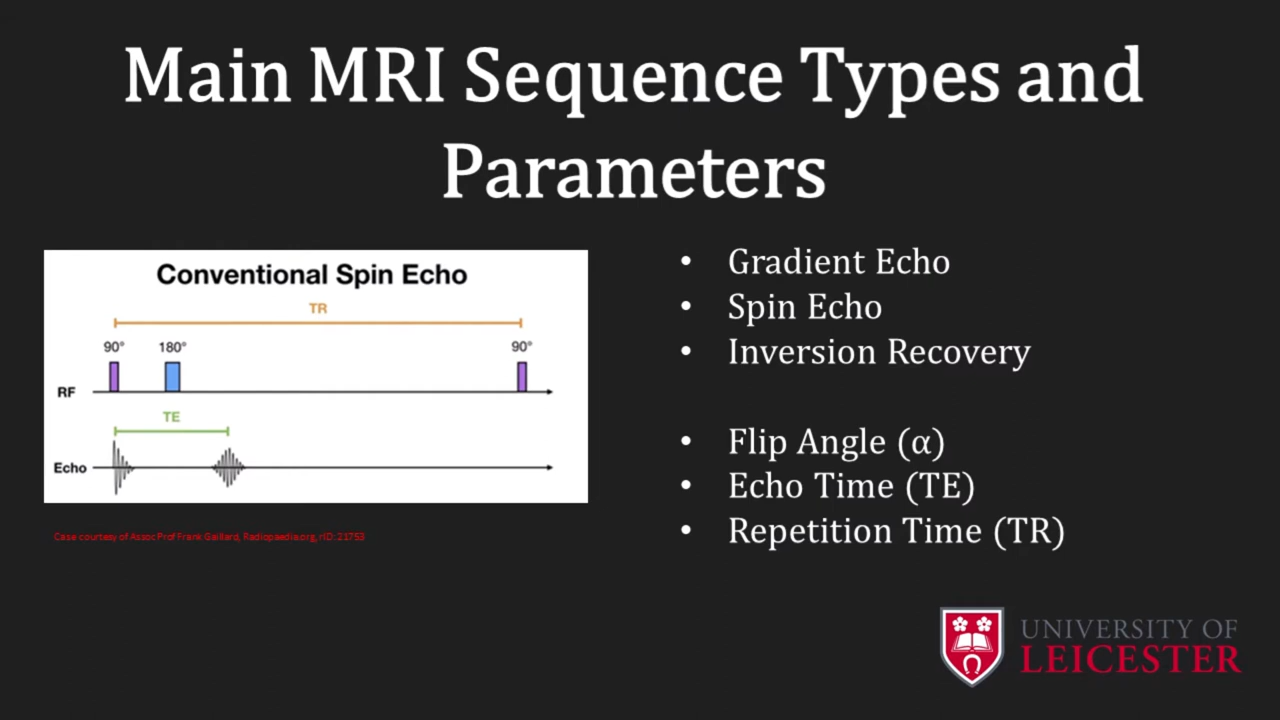 Main MRI Sequence Types and
Parameters
Conventional Spin Echo
TR
90° 180° 90°
RF
TE
Echo
Case courtesy of Assoc Prof Frank Gaillard, Radiopaedia.org, rID: 21753
• Gradient Echo
• Spin Echo
• Inversion Recovery
• Flip Angle (α)
• Echo Time (TE)
• Repetition Time (TR)
UNIVERSITY OF
LEICESTER